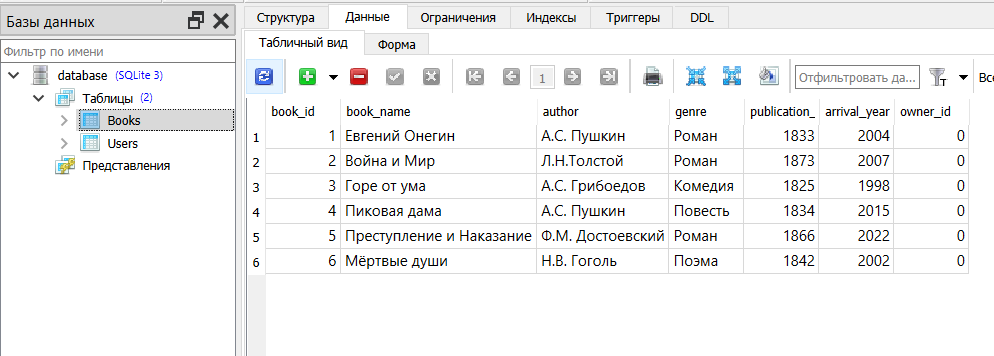 Базы данных
Фильтр по имени
database (SQLite 3)
Таблицы (2)
Books
Users
Представления
Структура Данные Ограничения Индексы Триггеры DDL
Табличный вид Форма
1 Отфильтровать да... Все
book_id book_name author genre publication_ arrival_year owner_id
1 1 Евгений Онегин А.С. Пушкин Роман 1833 2004 0
2 2 Война и Мир Л.Н.Толстой Роман 1873 2007 0
3 3 Горе от ума А.С. Грибоедов Комедия 1825 1998 0
4 4 Пиковая дама А.С. Пушкин Повесть 1834 2015 0
5 5 Преступление и Наказание Ф.М. Достоевский Роман 1866 2022 0
6 6 Мёртвые души Н.В. Гоголь Поэма 1842 2002 0